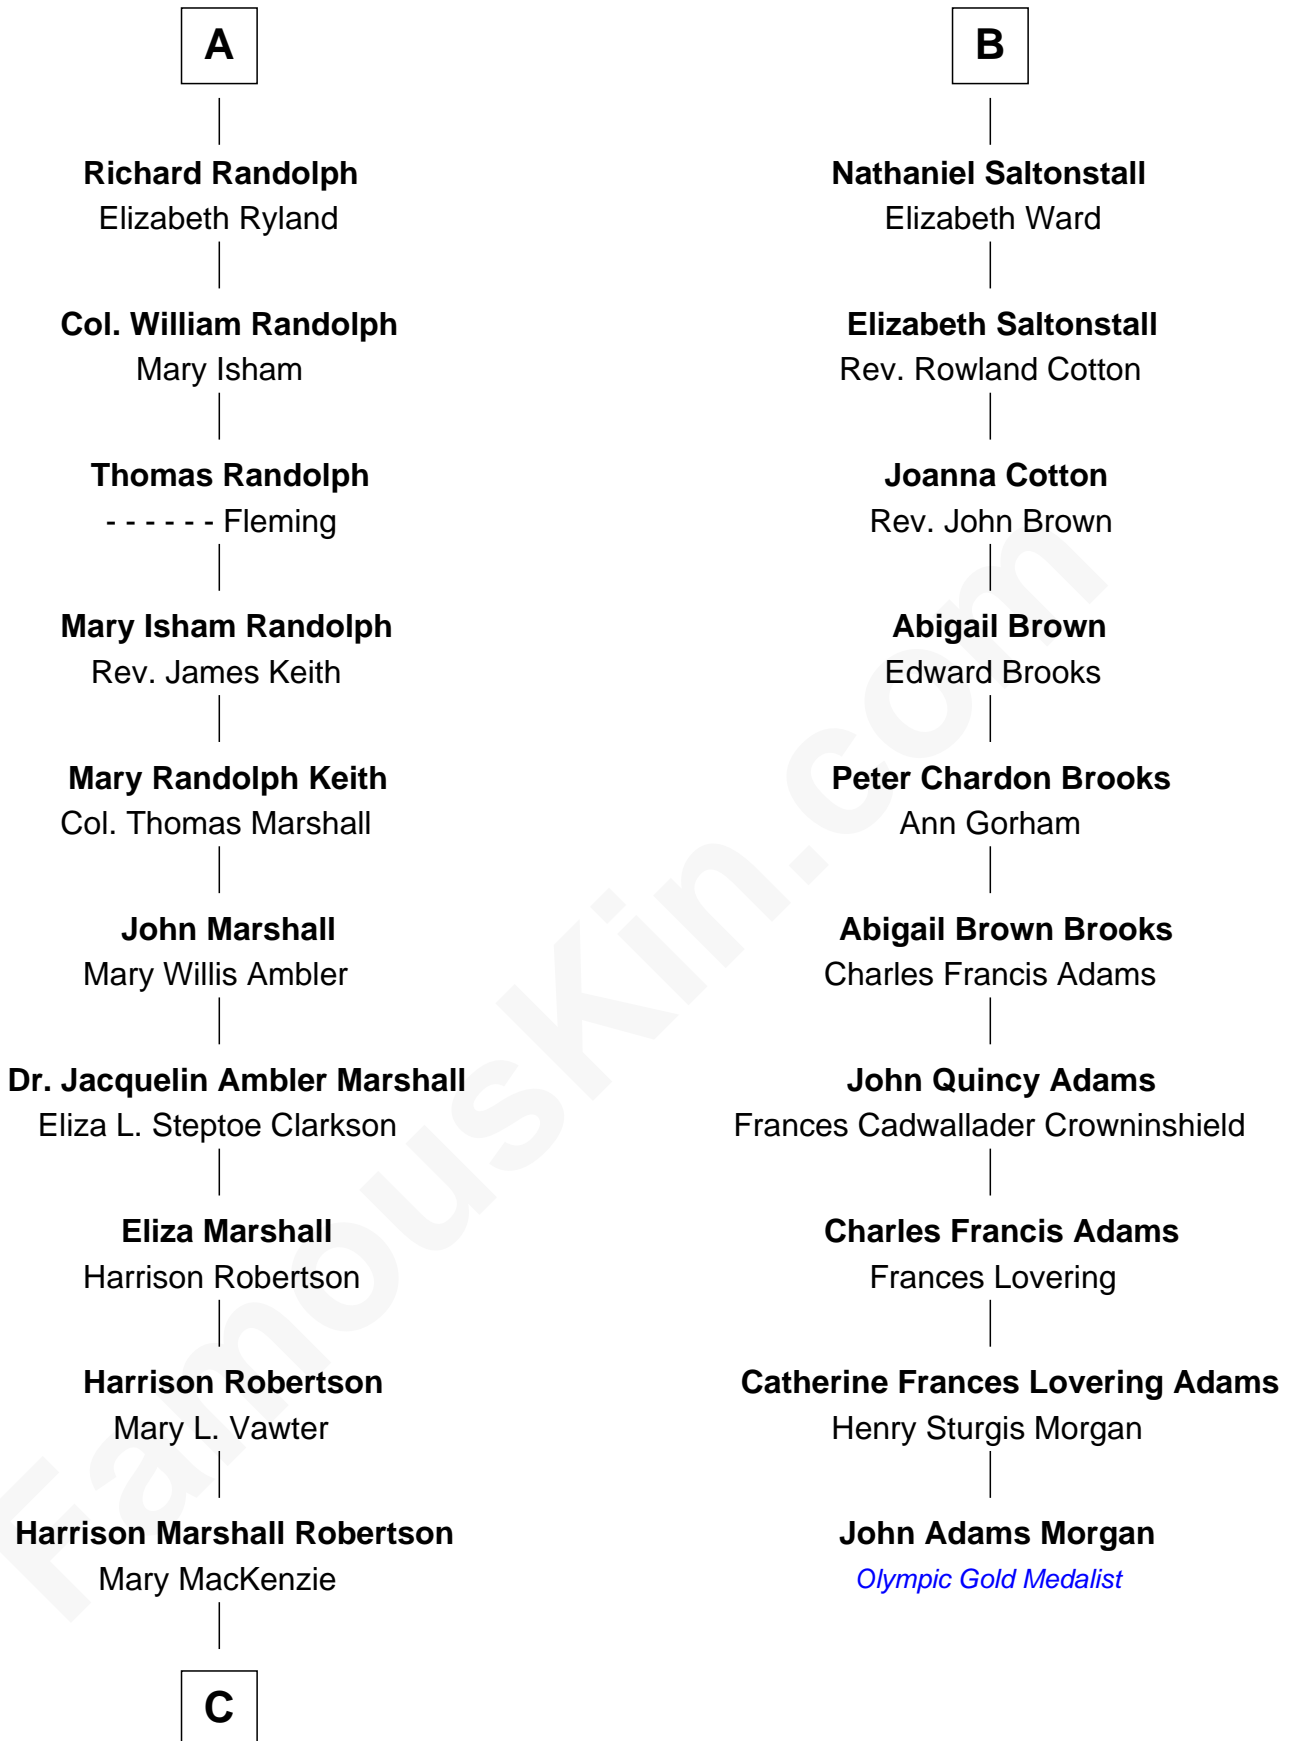 A
Richard Randolph
Elizabeth Ryland
Col. William Randolph
Mary Isham
Thomas Randolph
- - - - - - Fleming
Mary Isham Randolph
Rev. James Keith
Mary Randolph Keith
Col. Thomas Marshall
John Marshall
Mary Willis Ambler
Dr. Jacquelin Ambler Marshall
Eliza L. Steptoe Clarkson
Eliza Marshall
Harrison Robertson
Harrison Robertson
Mary L. Vawter
Harrison Marshall Robertson
Mary MacKenzie
C
B
Nathaniel Saltonstall
Elizabeth Ward
Elizabeth Saltonstall
Rev. Rowland Cotton
Joanna Cotton
Rev. John Brown
Abigail Brown
Edward Brooks
Peter Chardon Brooks
Ann Gorham
Abigail Brown Brooks
Charles Francis Adams
John Quincy Adams
Frances Cadwallader Crowninshield
Charles Francis Adams
Frances Lovering
Catherine Frances Lovering Adams
Henry Sturgis Morgan
John Adams Morgan
Olympic Gold Medalist
FamousKin.com